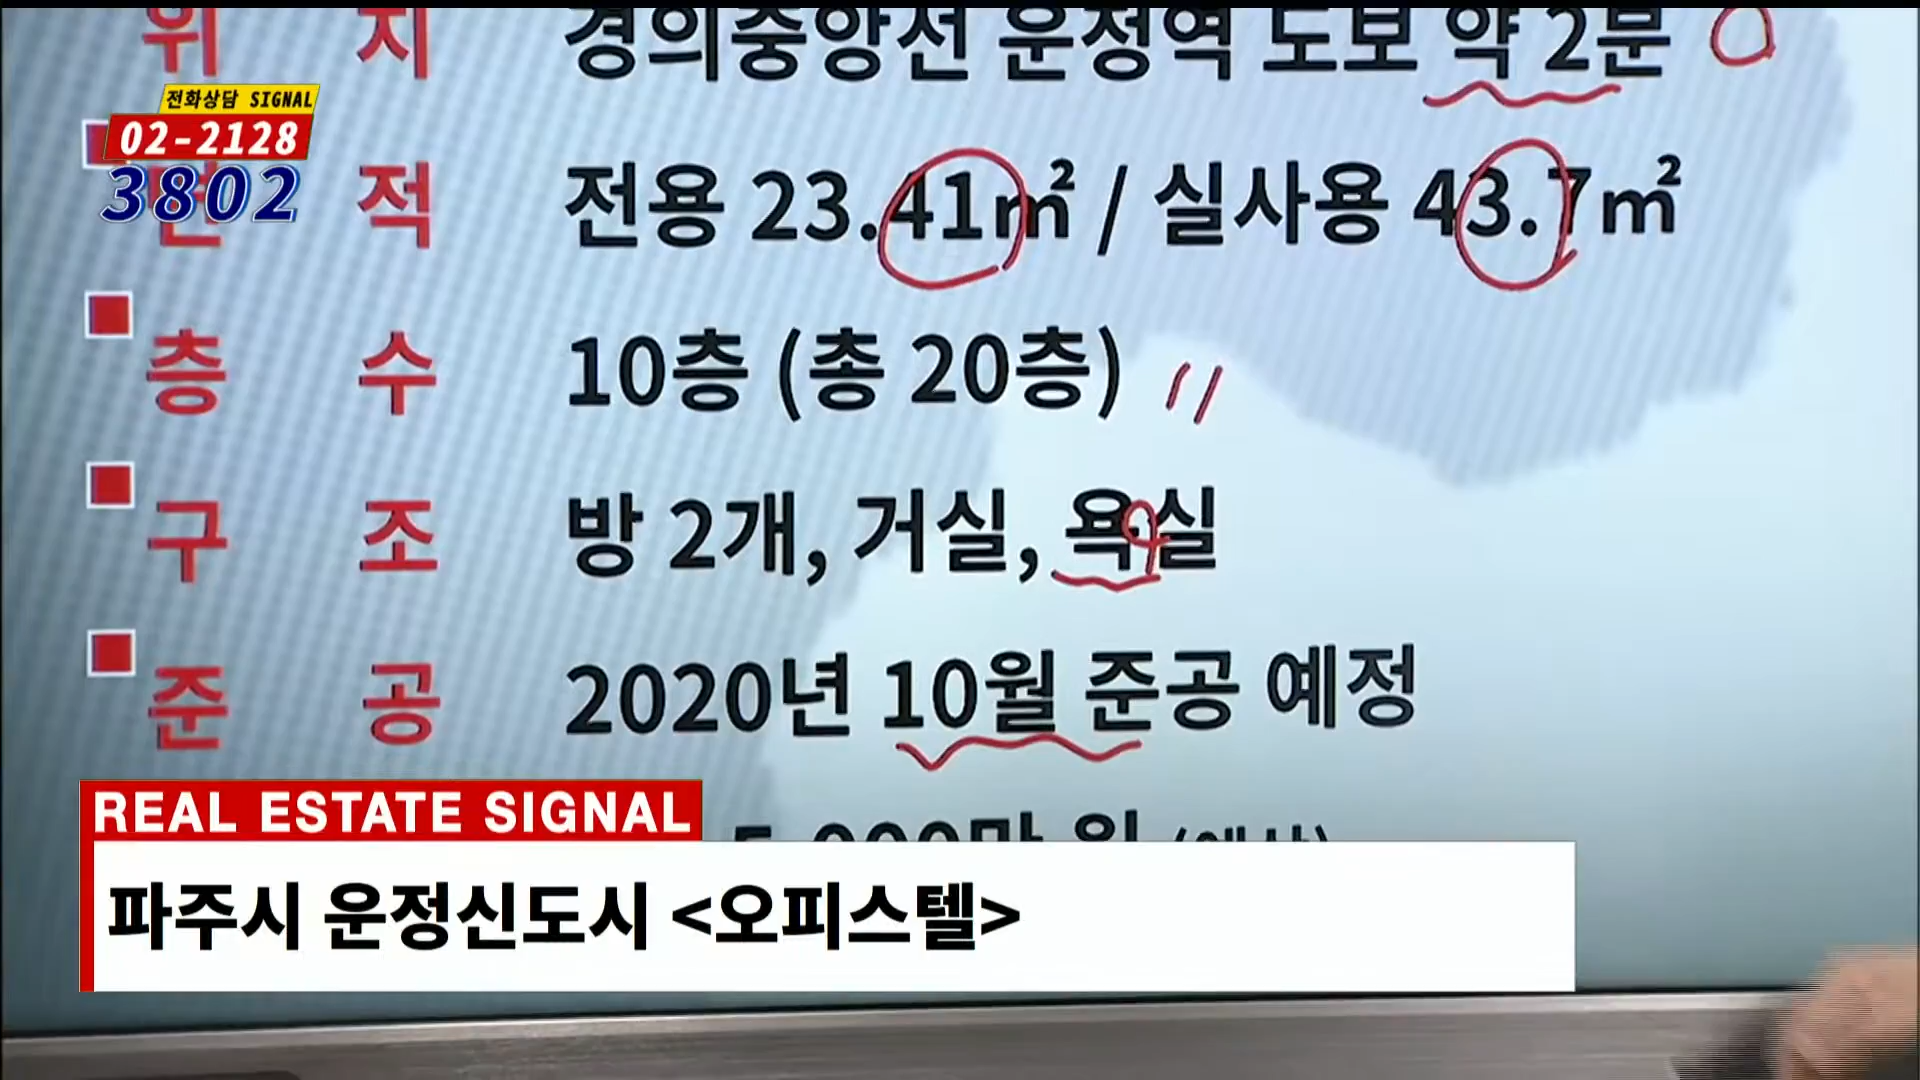 위 치 경의중앙선 운정역 도보 약 2분
전화상담 SIGNAL
02-2128
3802
면 적 전용 23.41㎡ / 실사용 43.7㎡
층 수 10층 (총 20층)
구 조 방 2개, 거실, 욕실
준 공 2020년 10월 준공 예정
REAL ESTATE SIGNAL
파주시 운정신도시 <오피스텔>